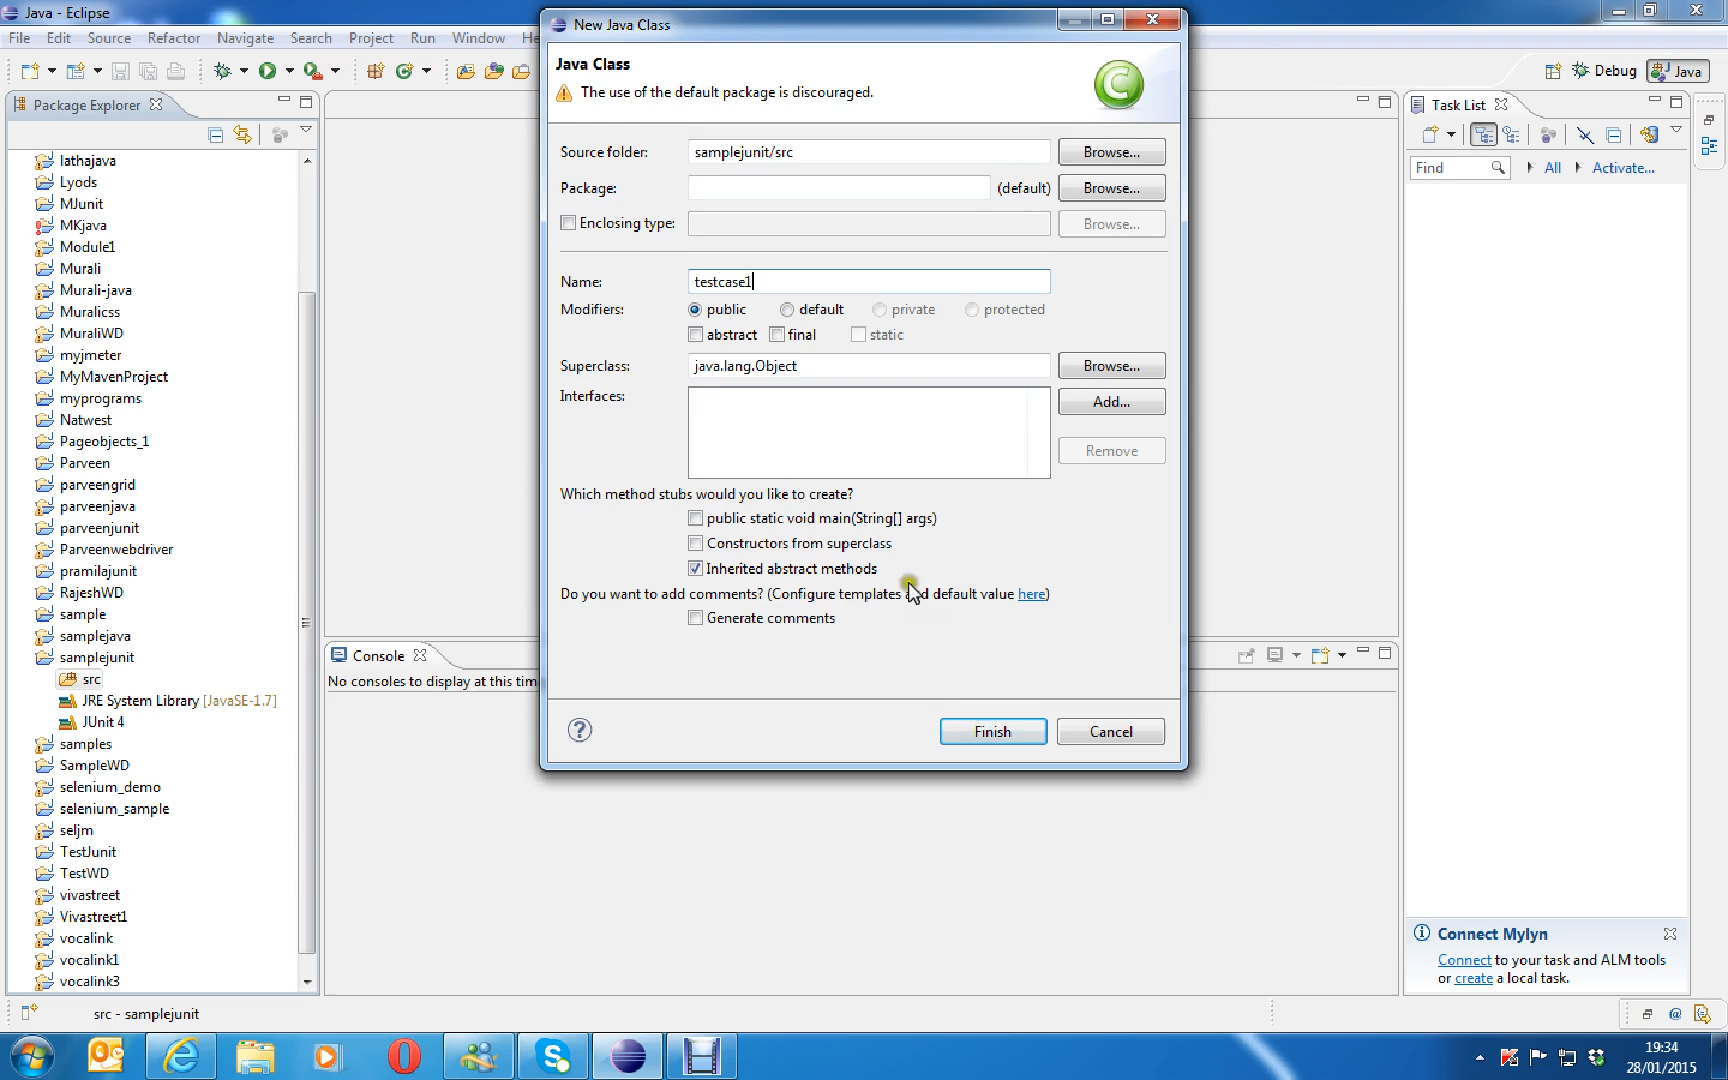 Java - Eclipse
New Java Class
File Edit Source Refactor Navigate Search Project Run Window He
Java Class
The use of the default package is discouraged.
Debug Java
Package Explorer
Task List
Find All Activate...
lathajava
Lyods
MJunit
MKjava
Module1
Murali
Murali-java
Muralicss
MuraliWD
myjmeter
MyMavenProject
myprograms
Natwest
Pageobjects_1
Parveen
parveengrid
parveenjava
parveenjunit
Parveenwebdriver
pramilajunit
RajeshWD
sample
samplejava
samplejunit
src
JRE System Library [JavaSE-1.7]
JUnit 4
samples
SampleWD
selenium_demo
selenium_sample
seljm
TestJunit
TestWD
vivastreet
Vivastreet1
vocalink
vocalink1
vocalink3
Source folder: samplejunit/src Browse...
Package: (default) Browse...
Enclosing type: Browse...
Name: testcase1
Modifiers: public default private protected
abstract final static
Superclass: java.lang.Object Browse...
Interfaces: Add...
Remove
Which method stubs would you like to create?
public static void main(String[] args)
Constructors from superclass
Inherited abstract methods
Do you want to add comments? (Configure templates and default value here)
Generate comments
Finish Cancel
Console
No consoles to display at this tim
Connect Mylyn
Connect to your task and ALM tools
or create a local task.
src - samplejunit
19:34
28/01/2015